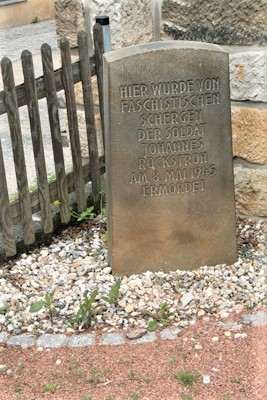 HIER WURDE VON
FASCHISTISCHEN
SCHERGEN
DER SOLDAT
JOHANNES
ROCKSTROH
AM 8. MAI 1945
ERMORDET